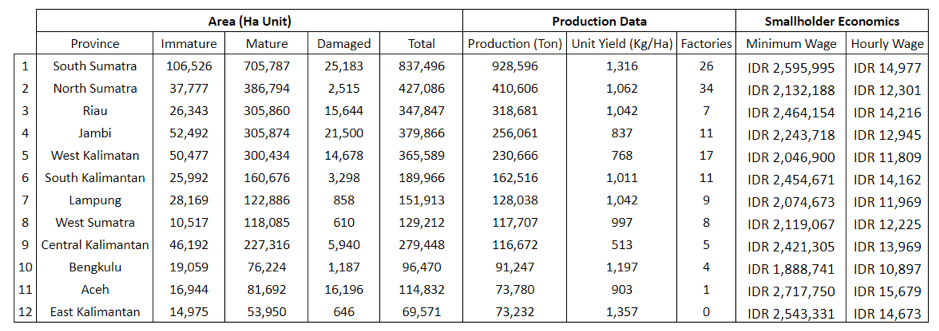 Area (Ha Unit) Production Data Smallholder Economics
Province Immature Mature Damaged Total Production (Ton) Unit Yield (Kg/Ha) Factories Minimum Wage Hourly Wage
1 South Sumatra 106,526 705,787 25,183 837,496 928,596 1,316 26 IDR 2,595,995 IDR 14,977
2 North Sumatra 37,777 386,794 2,515 427,086 410,606 1,062 34 IDR 2,132,188 IDR 12,301
3 Riau 26,343 305,860 15,644 347,847 318,681 1,042 7 IDR 2,464,154 IDR 14,216
4 Jambi 52,492 305,874 21,500 379,866 256,061 837 11 IDR 2,243,718 IDR 12,945
5 West Kalimatan 50,477 300,434 14,678 365,589 230,666 768 17 IDR 2,046,900 IDR 11,809
6 South Kalimantan 25,992 160,676 3,298 189,966 162,516 1,011 11 IDR 2,454,671 IDR 14,162
7 Lampung 28,169 122,886 858 151,913 128,038 1,042 9 IDR 2,074,673 IDR 11,969
8 West Sumatra 10,517 118,085 610 129,212 117,707 997 8 IDR 2,119,067 IDR 12,225
9 Central Kalimantan 46,192 227,316 5,940 279,448 116,672 513 5 IDR 2,421,305 IDR 13,969
10 Bengkulu 19,059 76,224 1,187 96,470 91,247 1,197 4 IDR 1,888,741 IDR 10,897
11 Aceh 16,944 81,692 16,196 114,832 73,780 903 1 IDR 2,717,750 IDR 15,679
12 East Kalimantan 14,975 53,950 646 69,571 73,232 1,357 0 IDR 2,543,331 IDR 14,673